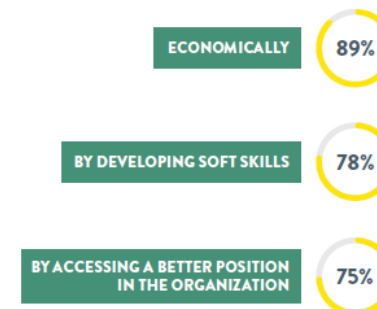 ECONOMICALLY
89%
BY DEVELOPING SOFT SKILLS
78%
BY ACCESSING A BETTER POSITION
IN THE ORGANIZATION
75%